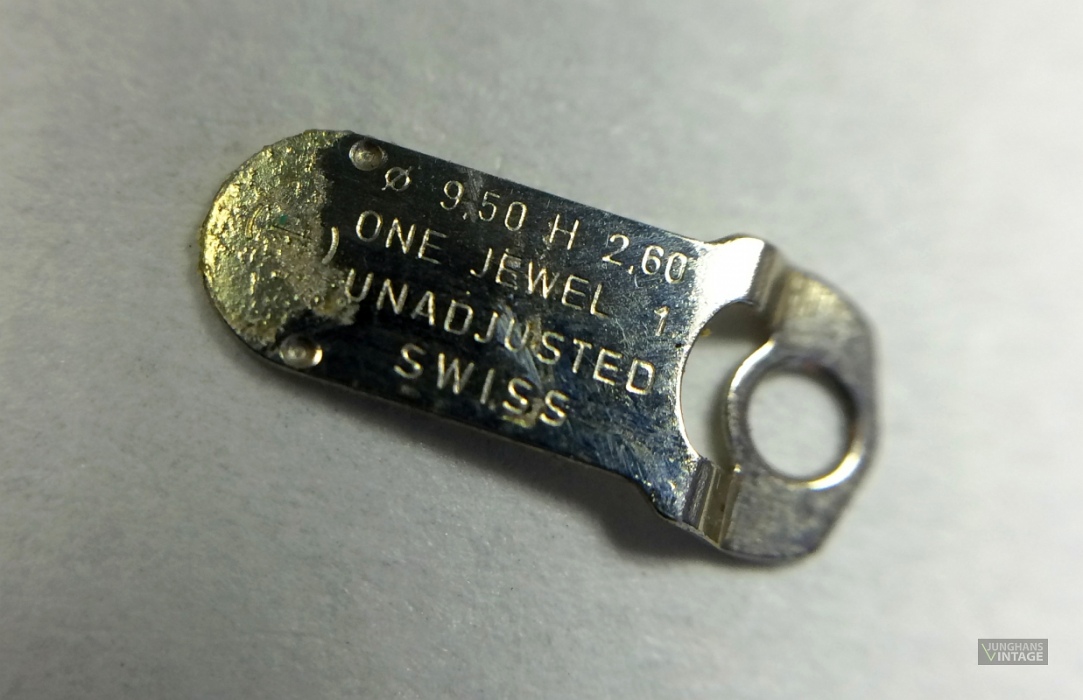 ø 9,50 H 2,60
ONE JEWEL 1
UNADJUSTED
SWISS
JUNGHANS
VINTAGE